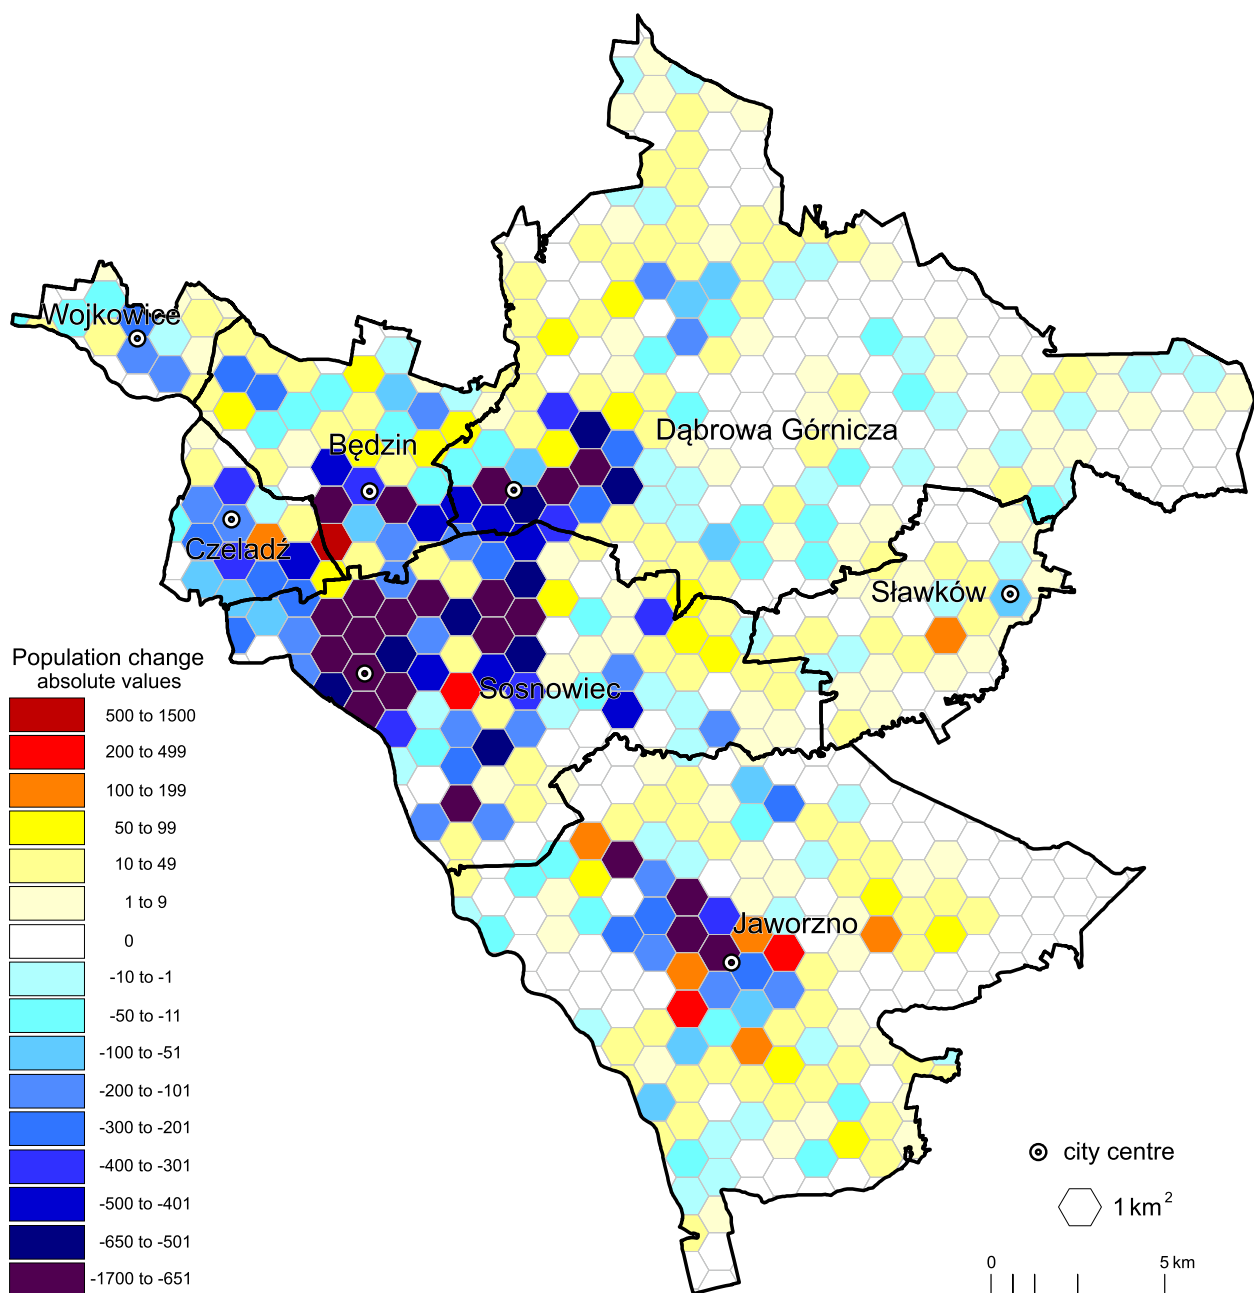 Wojkowice
Będzin
Dąbrowa Górnicza
Czeladź
Sławków
Sosnowiec
Jaworzno
Population change
absolute values
500 to 1500
200 to 499
100 to 199
50 to 99
10 to 49
1 to 9
0
-10 to -1
-50 to -11
-100 to -51
-200 to -101
-300 to -201
-400 to -301
-500 to -401
-650 to -501
-1700 to -651
city centre
1 km²
0 5 km